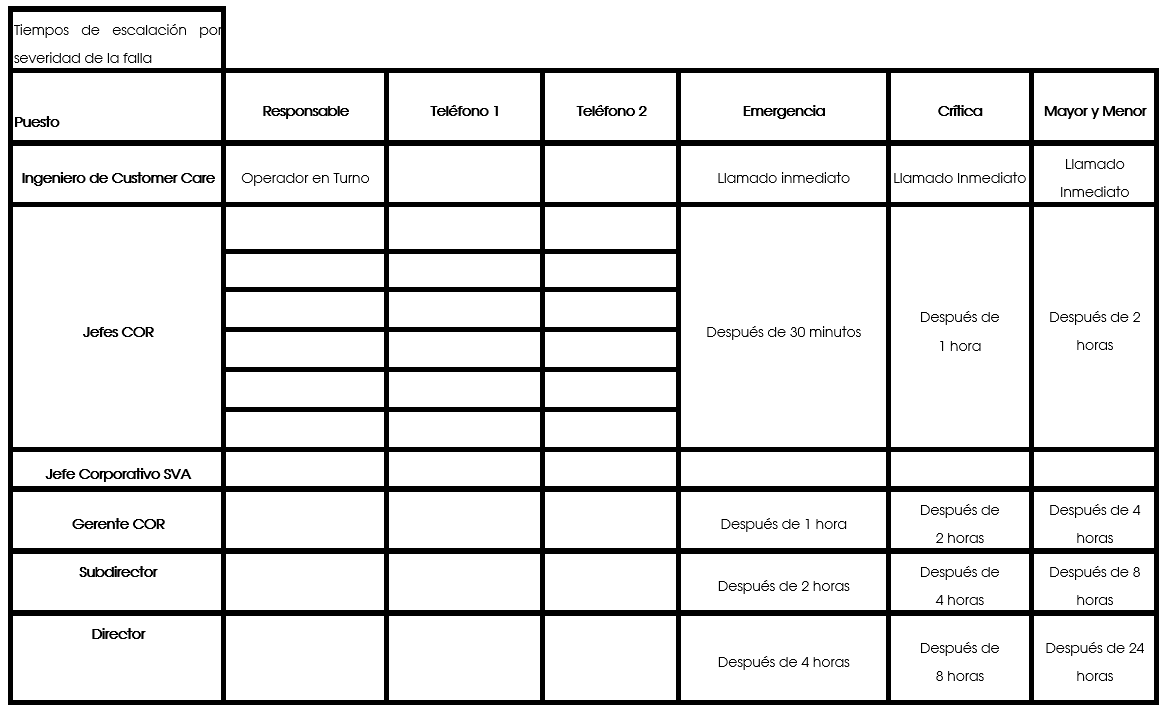 Tiempos de escalación por
severidad de la falla
Puesto
Responsable
Teléfono 1
Teléfono 2
Emergencia
Crítica
Mayor y Menor
Ingeniero de Customer Care
Operador en Turno
Llamado inmediato
Llamado Inmediato
Llamado
Inmediato
Jefes COR
Después de 30 minutos
Después de
1 hora
Después de 2
horas
Jefe Corporativo SVA
Gerente COR
Después de 1 hora
Después de
2 horas
Después de 4
horas
Subdirector
Después de 2 horas
Después de
4 horas
Después de 8
horas
Director
Después de 4 horas
Después de
8 horas
Después de 24
horas